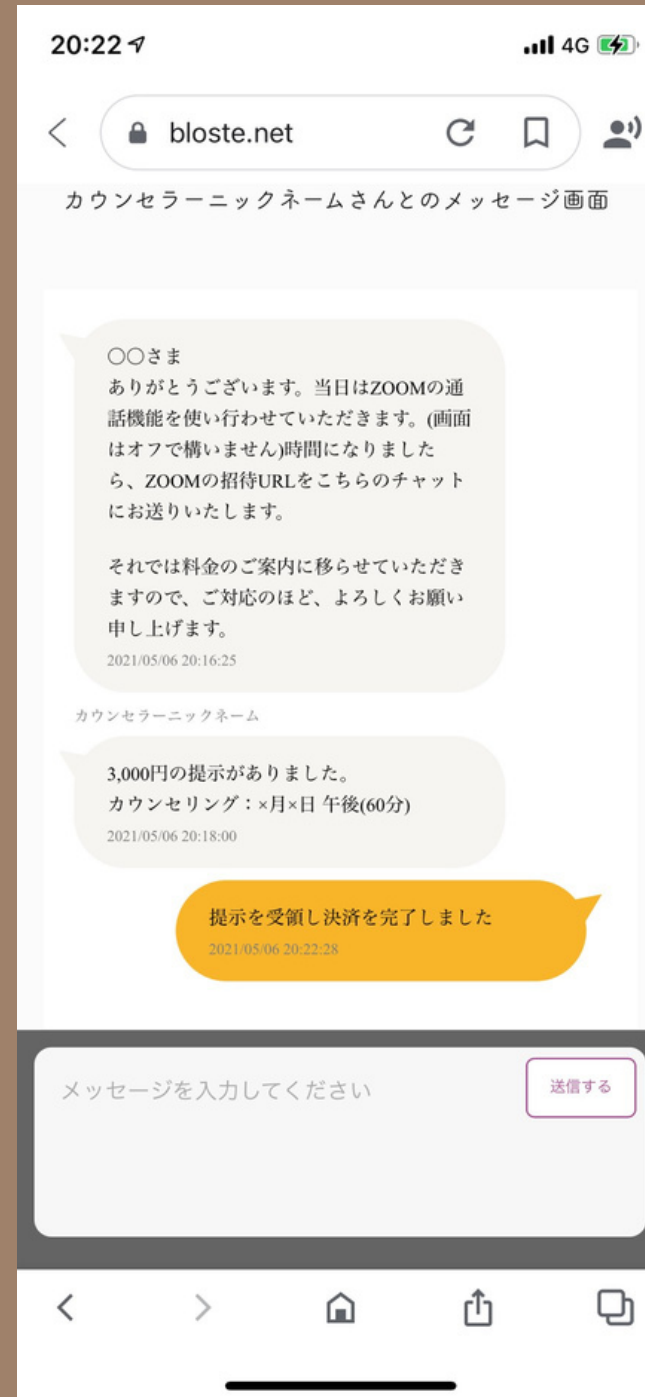 20:22
4G
bloste.net
カウンセラーニックネームさんとのメッセージ画面
〇〇さま
ありがとうございます。当日はZOOMの通
話機能を使い行わせていただきます。(画面
はオフで構いません)時間になりました
ら、ZOOMの招待URLをこちらのチャット
にお送りいたします。
それでは料金のご案内に移らせていただき
ますので、ご対応のほど、よろしくお願い
申し上げます。
2021/05/06 20:16:25
カウンセラーニックネーム
3,000円の提示がありました。
カウンセリング：×月×日 午後(60分)
2021/05/06 20:18:00
提示を受領し決済を完了しました
2021/05/06 20:22:28
メッセージを入力してください
送信する